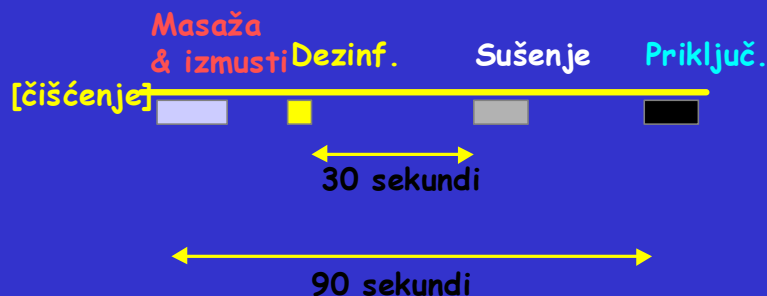 Masaža
& izmusti Dezinf. Sušenje Priključ.
[čišćenje]
30 sekundi
90 sekundi